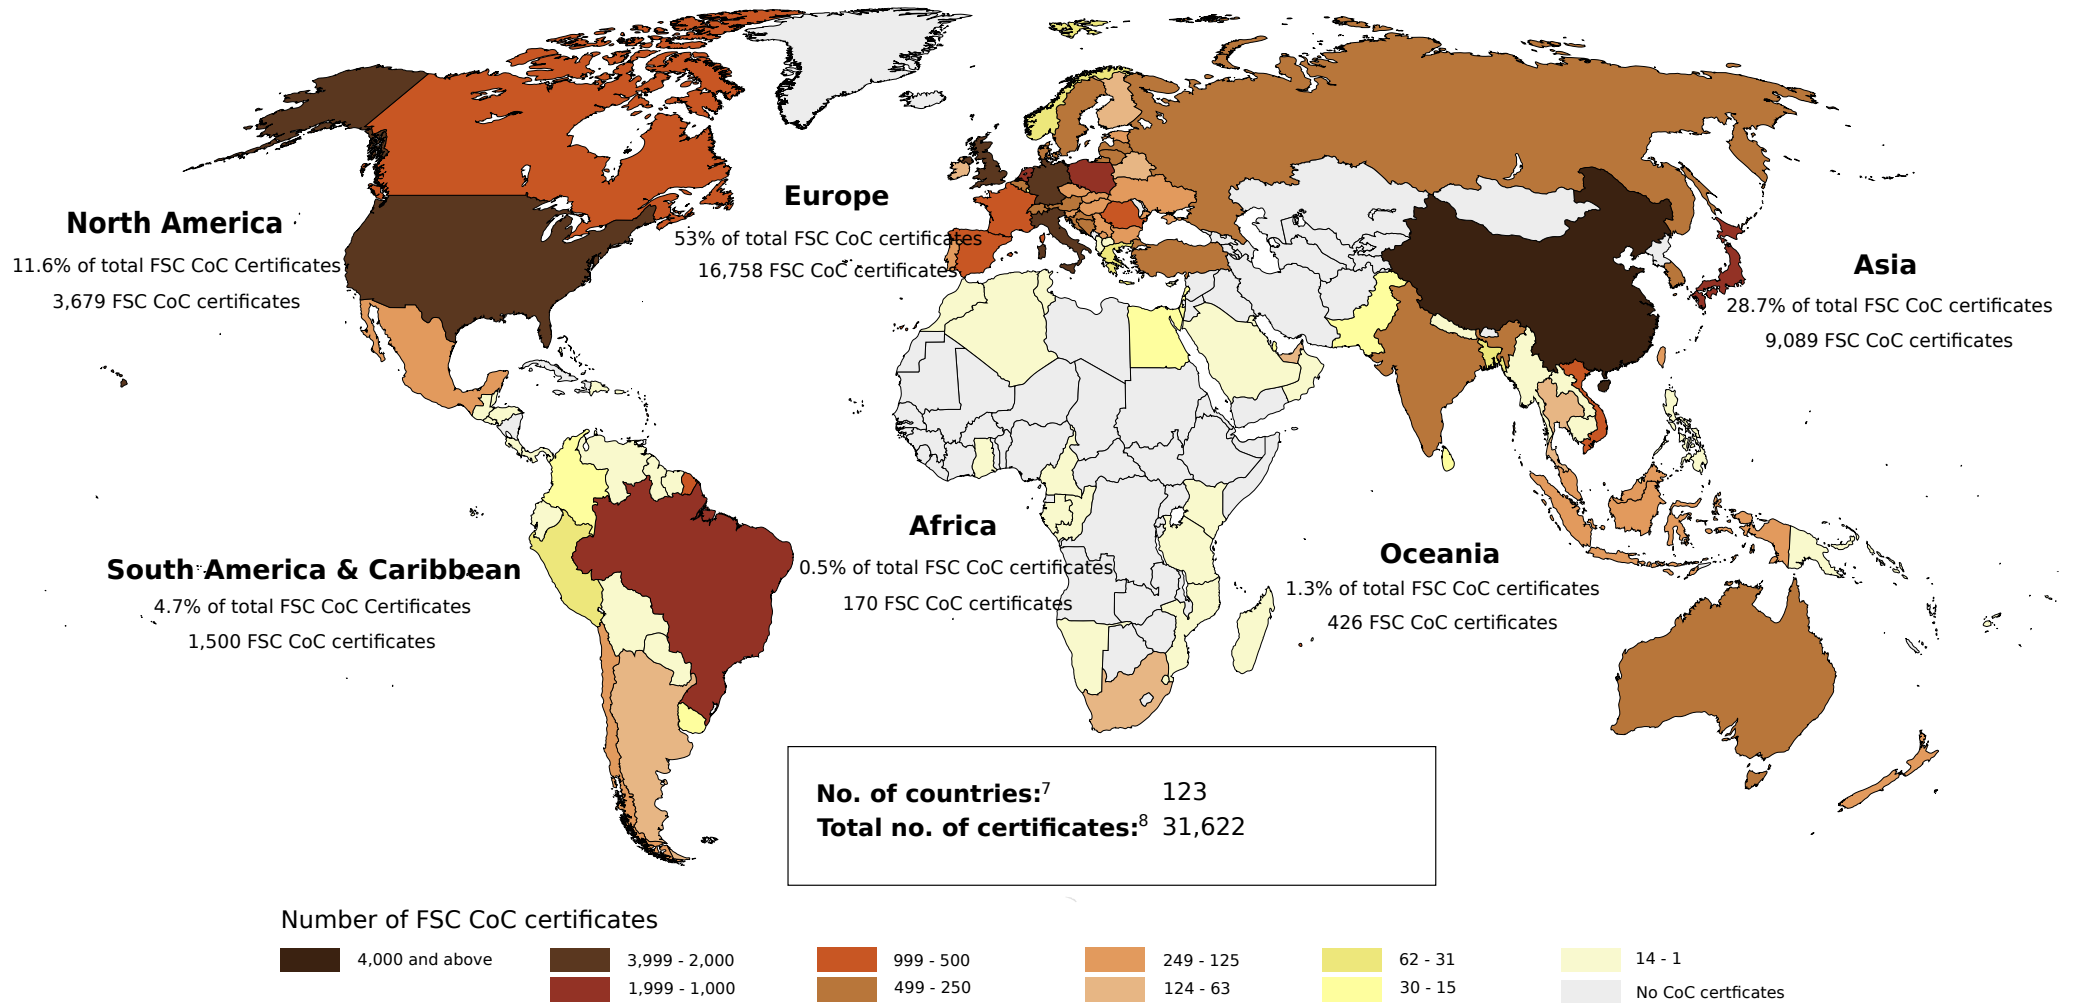 North America
11.6% of total FSC CoC Certificates
3,679 FSC CoC certificates
Europe
53% of total FSC CoC certificates
16,758 FSC CoC certificates
Asia
28.7% of total FSC CoC certificates
9,089 FSC CoC certificates
South America & Caribbean
4.7% of total FSC CoC Certificates
1,500 FSC CoC certificates
Africa
0.5% of total FSC CoC certificates
170 FSC CoC certificates
Oceania
1.3% of total FSC CoC certificates
426 FSC CoC certificates
No. of countries:⁷ 123
Total no. of certificates:⁸ 31,622
Number of FSC CoC certificates
4,000 and above
3,999 - 2,000
1,999 - 1,000
999 - 500
499 - 250
249 - 125
124 - 63
62 - 31
30 - 15
14 - 1
No CoC certficates